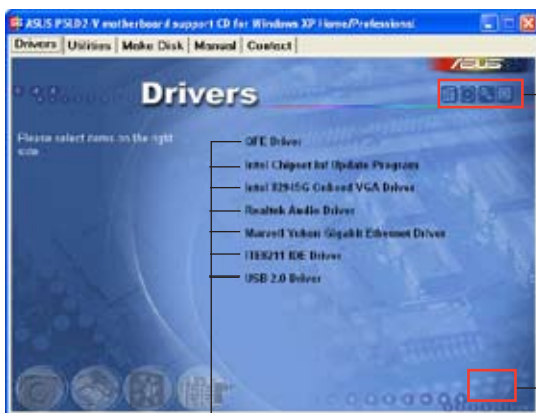 ASUS P5LD2-V motherboard support CD for Windows XP Home/Professional
Drivers Utilities Make Disk Manual Contact
ASUS
Drivers
Please select items on the right side
QFE Driver
Intel Chipset Inf Update Program
Intel 82945G Onboard VGA Driver
Realtek Audio Driver
Marvell Yukon Gigabit Ethernet Driver
ITE8211 IDE Driver
USB 2.0 Driver